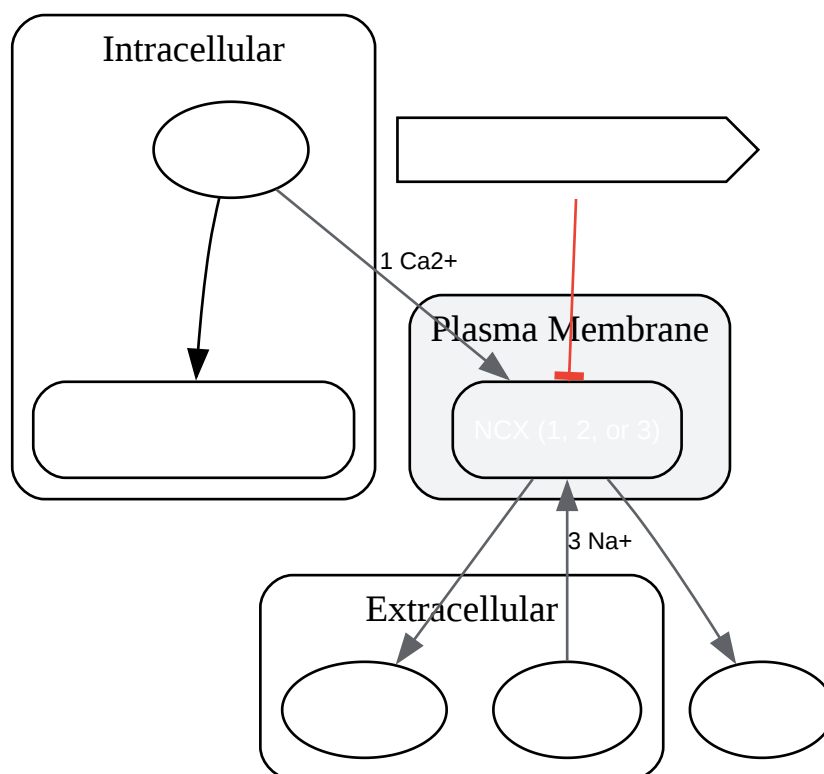 Intracellular
1 Ca2+
Plasma Membrane
NCX (1, 2, or 3)
3 Na+
Extracellular